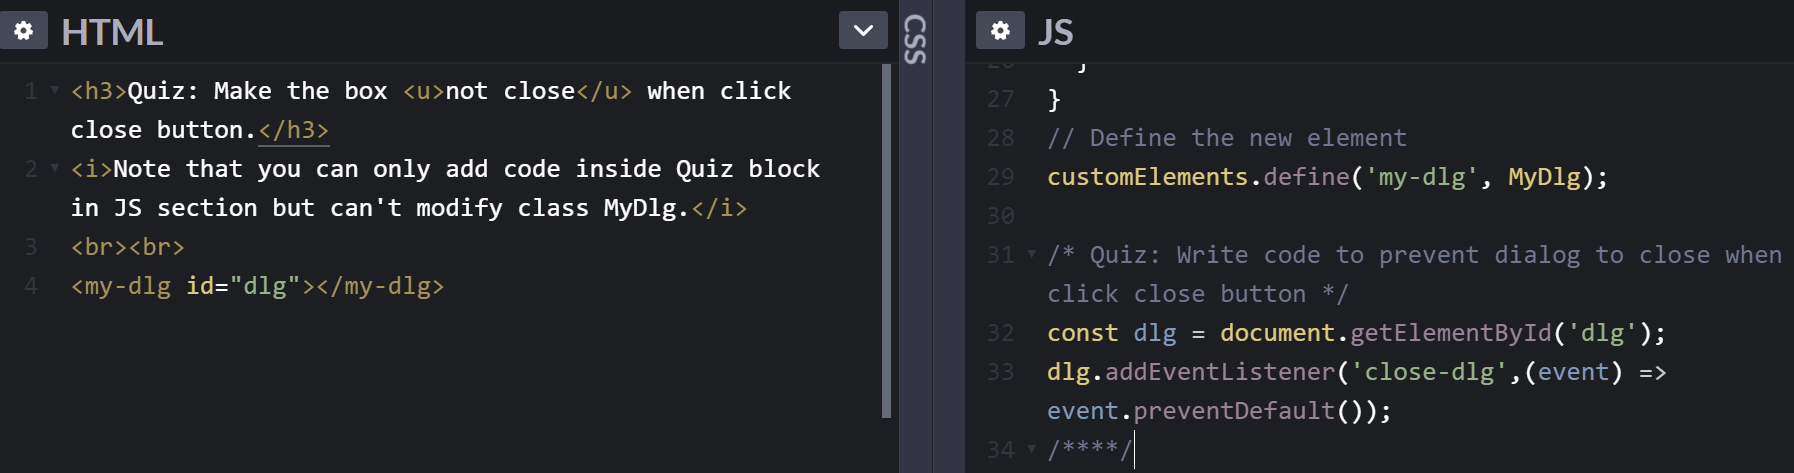 HTML
1 <h3>Quiz: Make the box <u>not close</u> when click
close button.</h3>
2 <i>Note that you can only add code inside Quiz block
in JS section but can't modify class MyDlg.</i>
3 <br><br>
4 <my-dlg id="dlg"></my-dlg>
CSS
JS
27 }
28 // Define the new element
29 customElements.define('my-dlg', MyDlg);
30
31 /* Quiz: Write code to prevent dialog to close when
click close button */
32 const dlg = document.getElementById('dlg');
33 dlg.addEventListener('close-dlg',(event) =>
event.preventDefault());
34 /****/